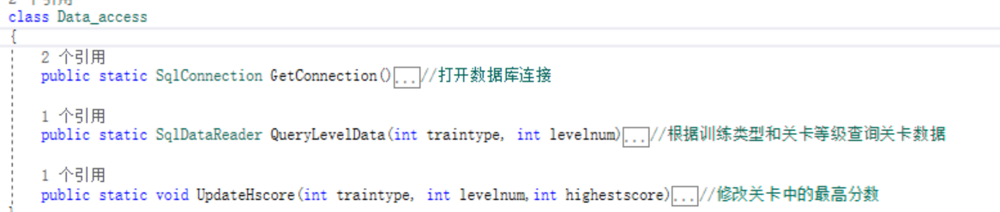 2 个引用
class Data_access
{
2 个引用
public static SqlConnection GetConnection()...//打开数据库连接
1 个引用
public static SqlDataReader QueryLevelData(int traintype, int levelnum)...//根据训练类型和关卡等级查询关卡数据
1 个引用
public static void UpdateHscore(int traintype, int levelnum,int highestscore)...//修改关卡中的最高分数